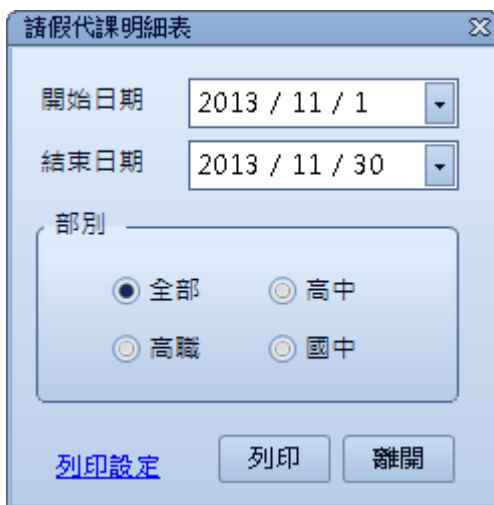 請假代課明細表
開始日期 2013 / 11 / 1
結束日期 2013 / 11 / 30
部別
全部 高中
高職 國中
列印設定 列印 離開